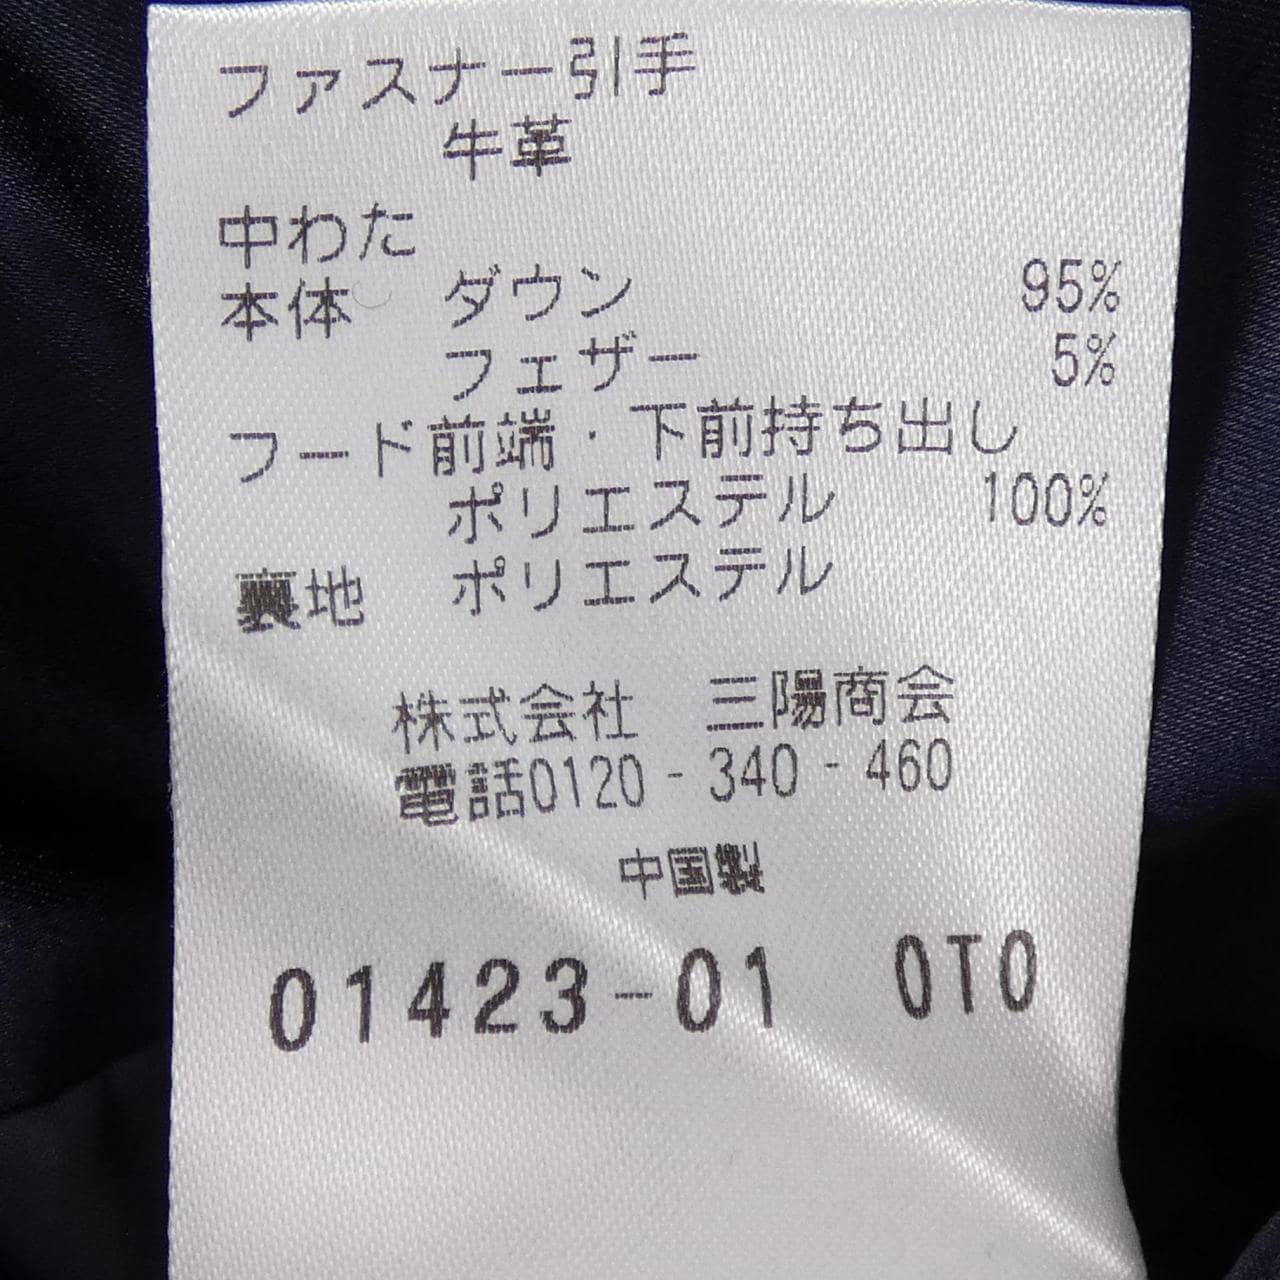 ファスナー引手
牛革
中わた
本体 ダウン 95%
フェザー 5%
フード前端・下前持ち出し
ポリエステル 100%
裏地 ポリエステル
株式会社 三陽商会
電話0120-340-460
中国製
01423-01 0T0